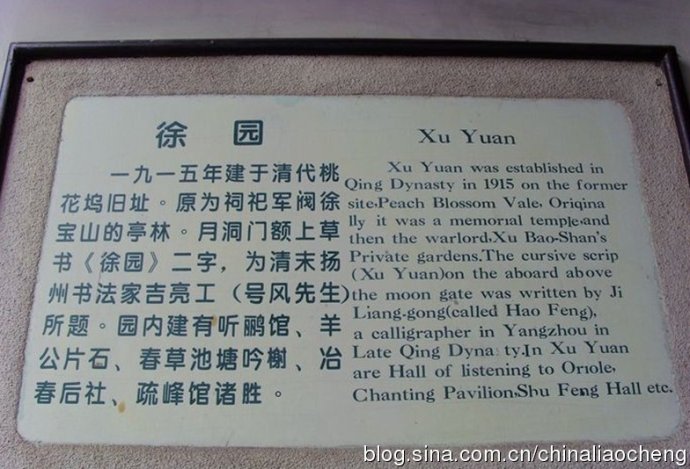 徐 园
一九一五年建于清代桃
花坞旧址。原为祠祀军阀徐
宝山的亭林。月洞门额上草
书《徐园》二字，为清末扬
州书法家吉亮工（号风先生）
所题。园内建有听鹂馆、羊
公片石、春草池塘吟榭、冶
春后社、疏峰馆诸胜。
Xu Yuan
Xu Yuan was established in
Qing Dynasty in 1915 on the former
site,Peach Blossom Vale, Origina
lly it was a memorial temple,and
then the warlord,Xu Bao-Shan's
Private gardens.The cursive scrip
(Xu Yuan)on the aboard above
the moon gate was written by Ji
Liang-gong(called Hao Feng),
a calligrapher in Yangzhou in
Late Qing Dyna ty.In Xu Yuan
are Hall of listening to Oriole,
Chanting Pavilion,Shu Feng Hall etc.
blog.sina.com.cn/chinaliaocheng